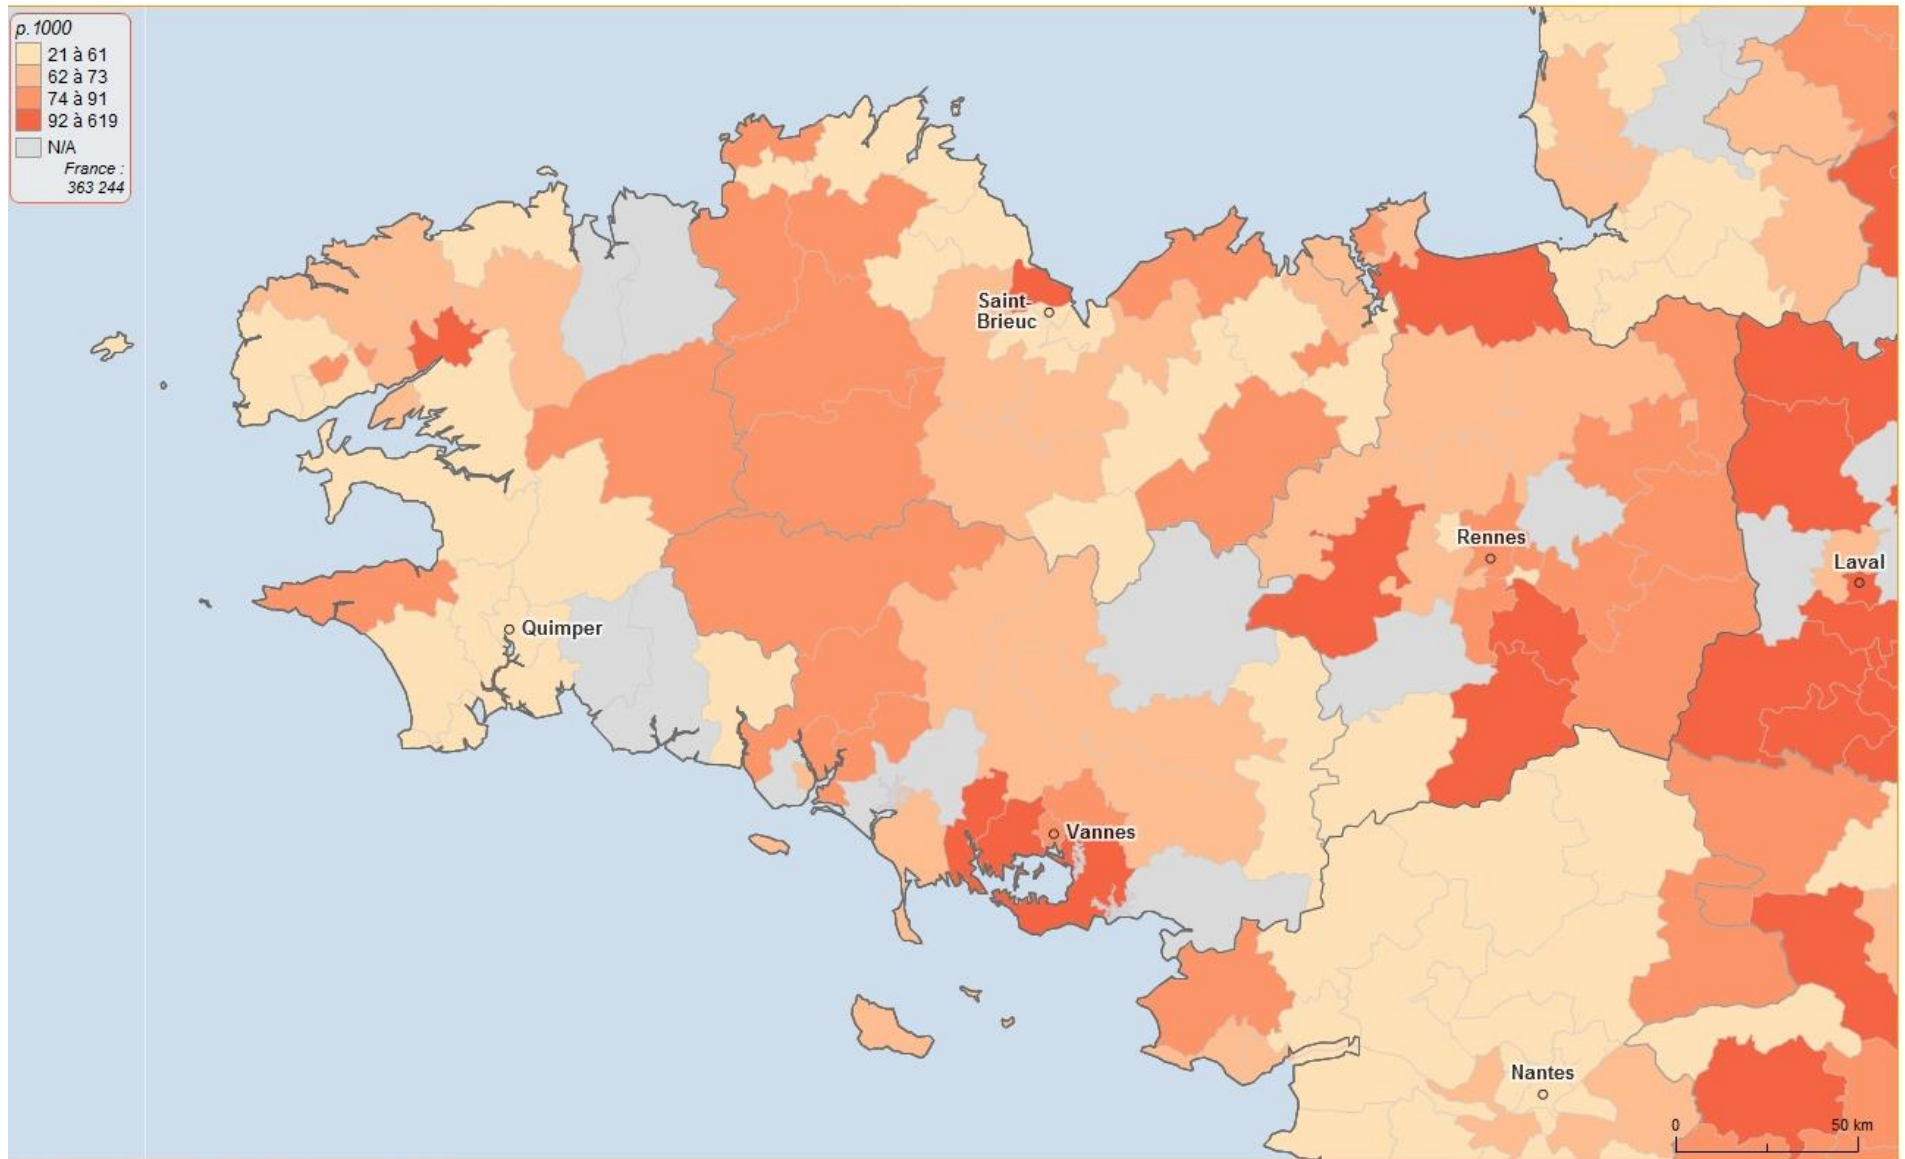 p.1000
21 à 61
62 à 73
74 à 91
92 à 619
N/A
France :
363 244
Saint-
Brieuc
Rennes
Laval
Quimper
Vannes
Nantes
0 50 km